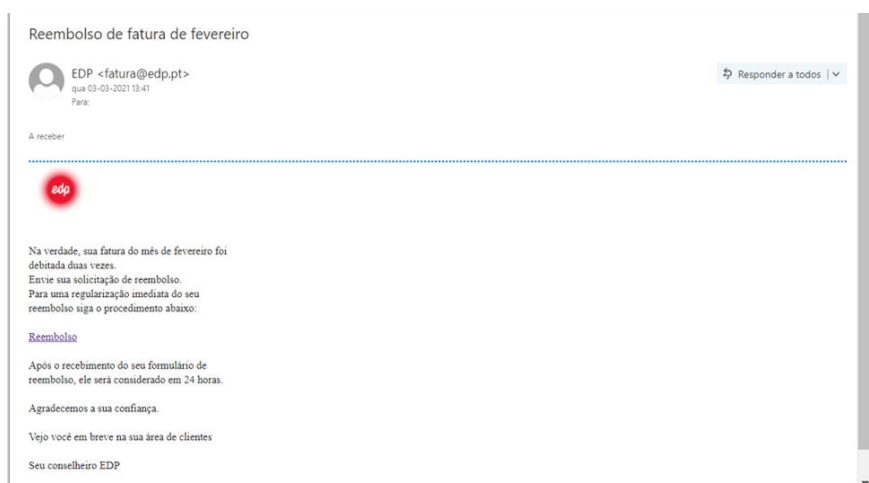 Reembolso de fatura de fevereiro
EDP <fatura@edp.pt>
Responder a todos
qua 03-03-2021 13:41
Para:
A receber
edp
Na verdade, sua fatura do mês de fevereiro foi
debitada duas vezes.
Envie sua solicitação de reembolso.
Para uma regularização imediata do seu
reembolso siga o procedimento abaixo:
Reembolso
Após o recebimento do seu formulário de
reembolso, ele será considerado em 24 horas.
Agradecemos a sua confiança.
Vejo você em breve na sua área de clientes
Seu conselheiro EDP